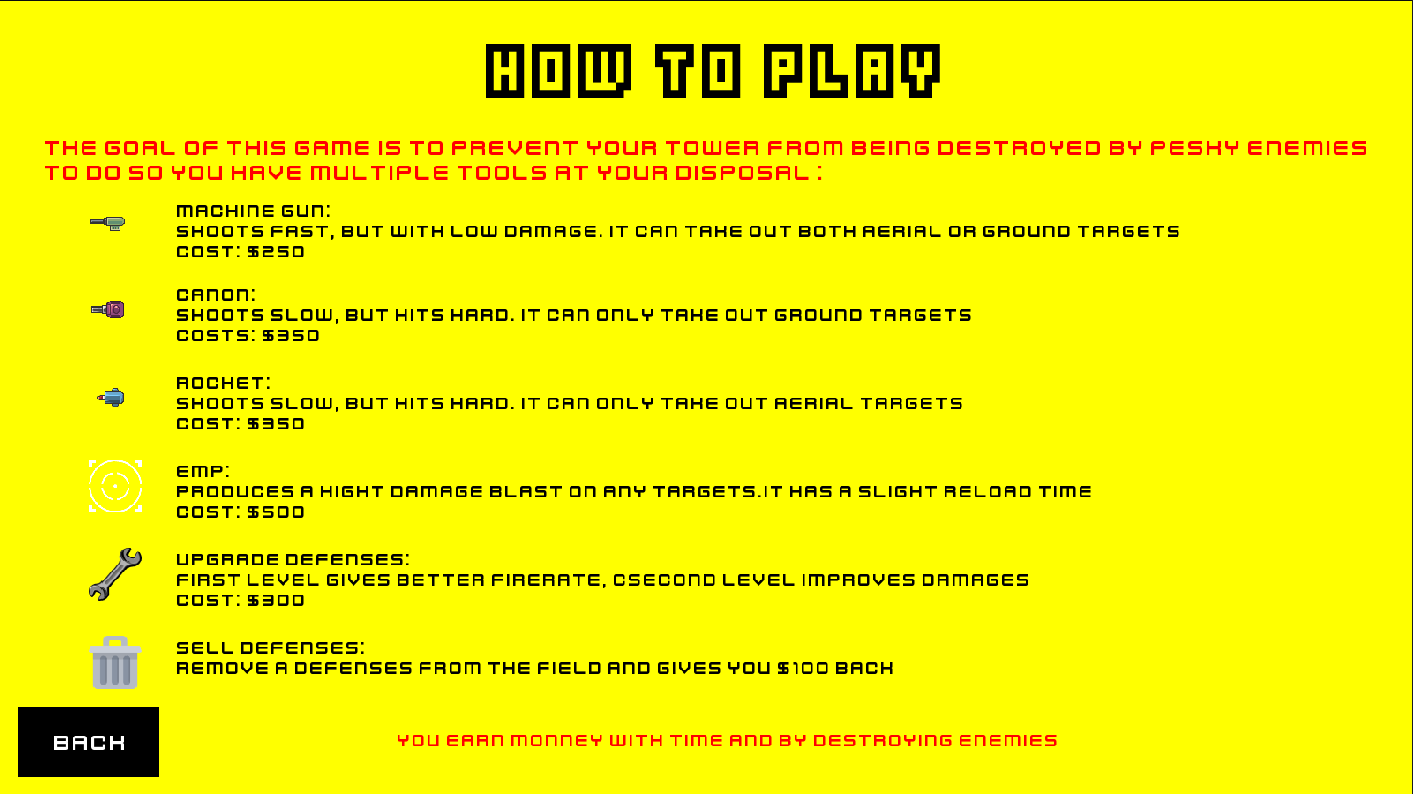 HOW TO PLAY
THE GOAL OF THIS GAME IS TO PREVENT YOUR TOWER FROM BEING DESTROYED BY PESKY ENEMIES
TO DO SO YOU HAVE MULTIPLE TOOLS AT YOUR DISPOSAL :
MACHINE GUN:
SHOOTS FAST, BUT WITH LOW DAMAGE. IT CAN TAKE OUT BOTH AERIAL OR GROUND TARGETS
COST: $250
CANON:
SHOOTS SLOW, BUT HITS HARD. IT CAN ONLY TAKE OUT GROUND TARGETS
COSTS: $350
ROCKET:
SHOOTS SLOW, BUT HITS HARD. IT CAN ONLY TAKE OUT AERIAL TARGETS
COST: $350
EMP:
PRODUCES A HIGHT DAMAGE BLAST ON ANY TARGETS.IT HAS A SLIGHT RELOAD TIME
COST: $500
UPGRADE DEFENSES:
FIRST LEVEL GIVES BETTER FIRERATE, CSECOND LEVEL IMPROVES DAMAGES
COST: $300
SELL DEFENSES:
REMOVE A DEFENSES FROM THE FIELD AND GIVES YOU $100 BACK
BACK
YOU EARN MONNEY WITH TIME AND BY DESTROYING ENEMIES